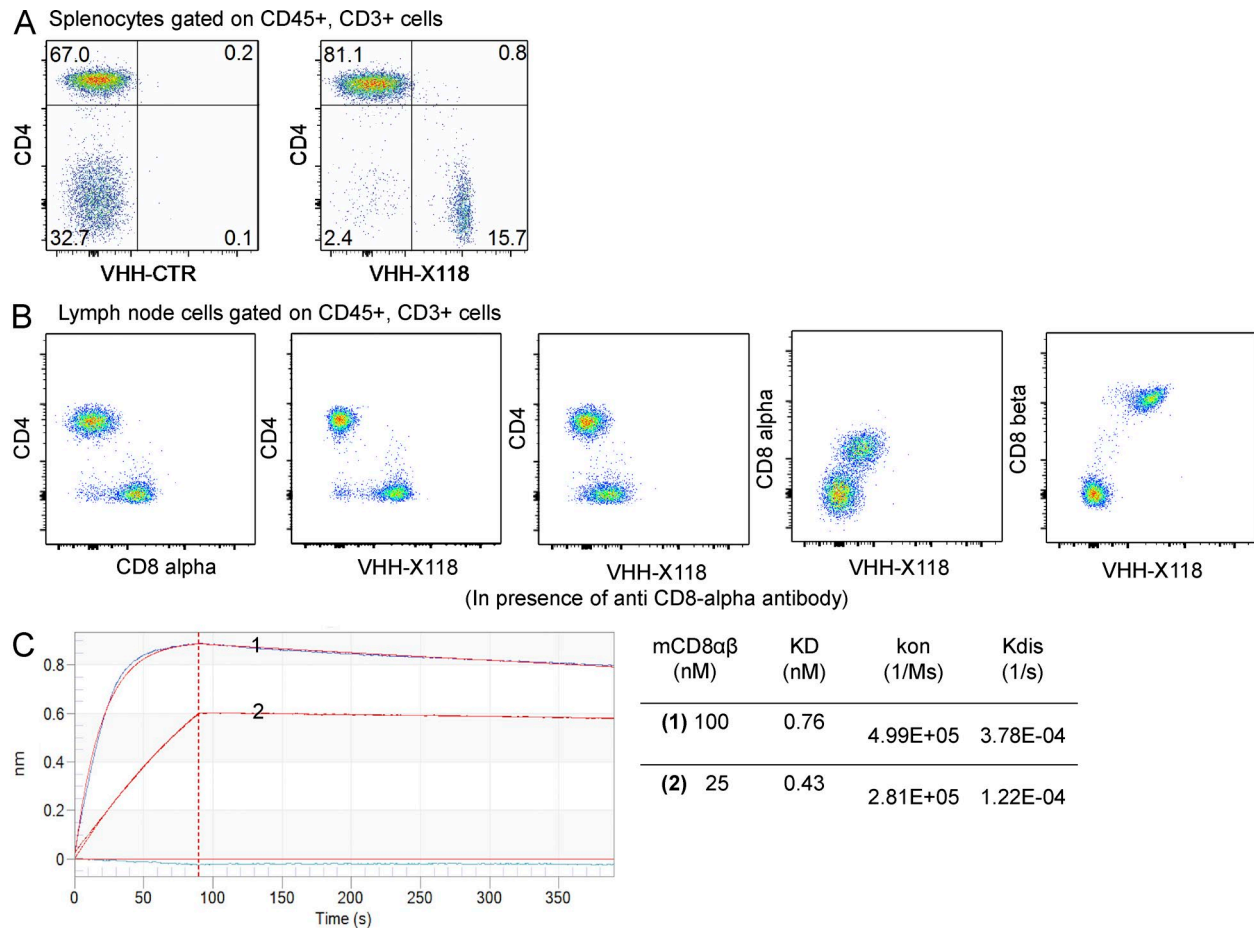 A Splenocytes gated on CD45+, CD3+ cells
67.0 0.2
32.7 0.1
CD4
VHH-CTR
81.1 0.8
2.4 15.7
CD4
VHH-X118
B Lymph node cells gated on CD45+, CD3+ cells
CD4
CD8 alpha
CD4
VHH-X118
CD4
VHH-X118
CD8 alpha
VHH-X118
CD8 beta
VHH-X118
(In presence of anti CD8-alpha antibody)
C
nm
0.8
0.6
0.4
0.2
0
1
2
0 50 100 150 200 250 300 350
Time (s)
mCD8αβ KD kon Kdis
(nM) (nM) (1/Ms) (1/s)
(1) 100 0.76 4.99E+05 3.78E-04
(2) 25 0.43 2.81E+05 1.22E-04